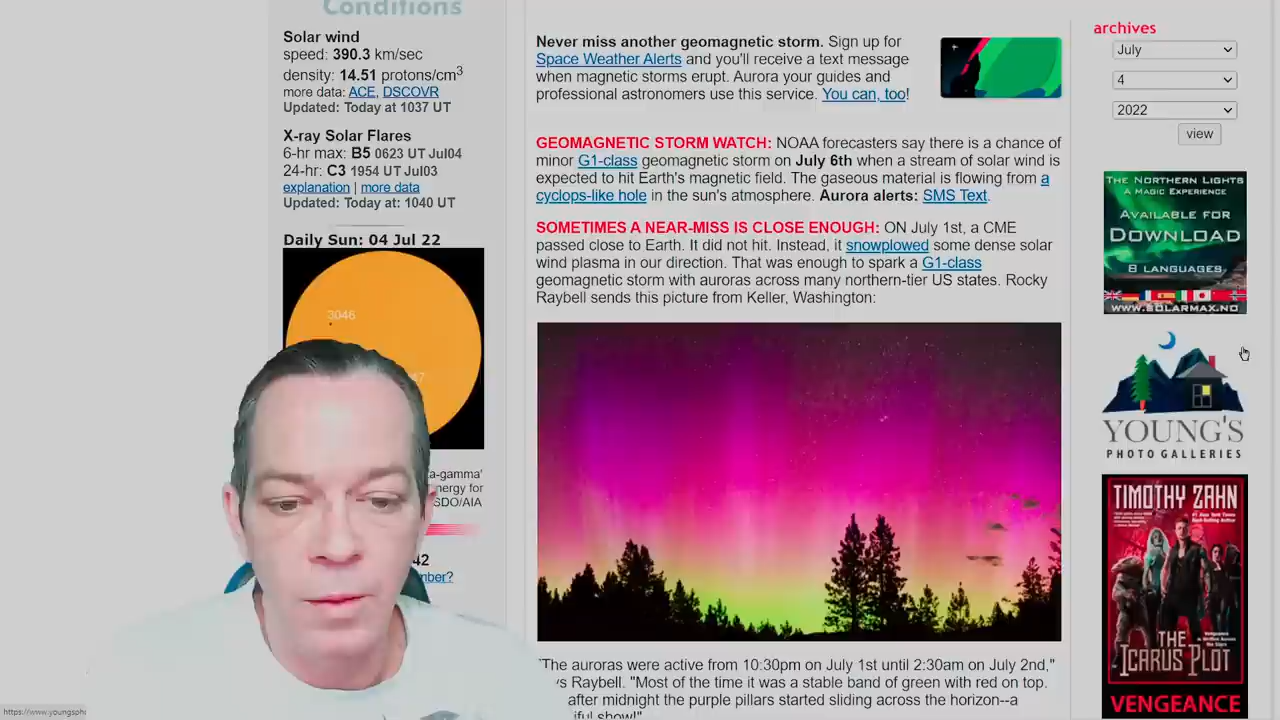 Conditions
Solar wind
speed: 390.3 km/sec
density: 14.51 protons/cm3
more data: ACE, DSCOVR
Updated: Today at 1037 UT
X-ray Solar Flares
6-hr max: B5 0623 UT Jul04
24-hr: C3 1954 UT Jul03
explanation | more data
Updated: Today at: 1040 UT
Daily Sun: 04 Jul 22
3046
a-gamma'
nergy for
SDO/AIA
42
mber?
Never miss another geomagnetic storm. Sign up for
Space Weather Alerts and you'll receive a text message
when magnetic storms erupt. Aurora your guides and
professional astronomers use this service. You can, too!
GEOMAGNETIC STORM WATCH: NOAA forecasters say there is a chance of
minor G1-class geomagnetic storm on July 6th when a stream of solar wind is
expected to hit Earth's magnetic field. The gaseous material is flowing from a
cyclops-like hole in the sun's atmosphere. Aurora alerts: SMS Text.
SOMETIMES A NEAR-MISS IS CLOSE ENOUGH: ON July 1st, a CME
passed close to Earth. It did not hit. Instead, it snowplowed some dense solar
wind plasma in our direction. That was enough to spark a G1-class
geomagnetic storm with auroras across many northern-tier US states. Rocky
Raybell sends this picture from Keller, Washington:
"The auroras were active from 10:30pm on July 1st until 2:30am on July 2nd,"
ys Raybell. "Most of the time it was a stable band of green with red on top.
after midnight the purple pillars started sliding across the horizon--a
iful show!"
archives
July
4
2022
view
THE NORTHERN LIGHTS
A MAGIC EXPERIENCE
AVAILABLE FOR
DOWNLOAD
8 LANGUAGES
WWW.SOLARMAX.NO
YOUNG'S
PHOTO GALLERIES
TIMOTHY ZAHN
THE
ICARUS PLOT
VENGEANCE